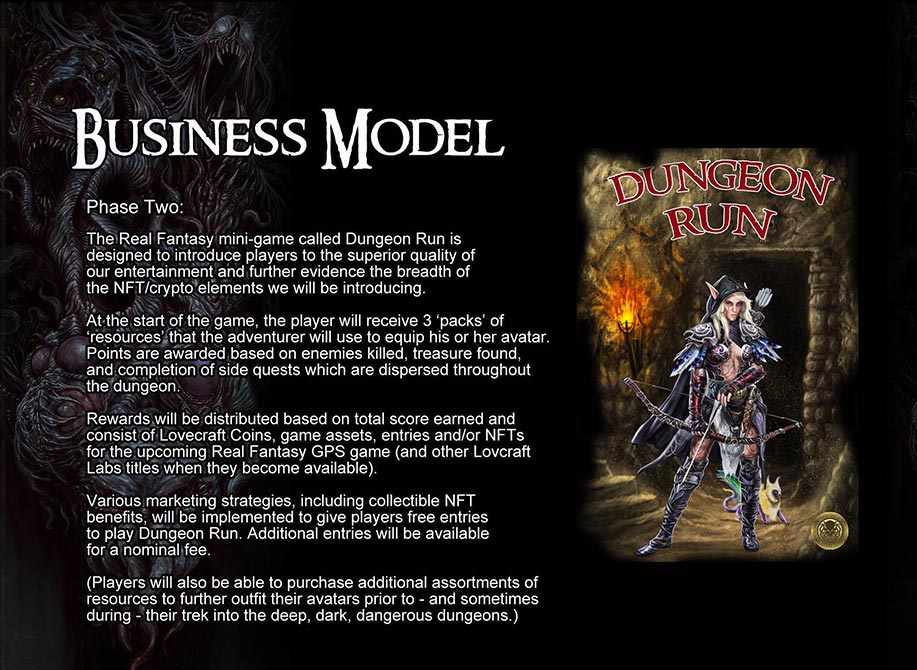 BUSINESS MODEL
Phase Two:
The Real Fantasy mini-game called Dungeon Run is
designed to introduce players to the superior quality of
our entertainment and further evidence the breadth of
the NFT/crypto elements we will be introducing.
At the start of the game, the player will receive 3 ‘packs’ of
‘resources’ that the adventurer will use to equip his or her avatar.
Points are awarded based on enemies killed, treasure found,
and completion of side quests which are dispersed throughout
the dungeon.
Rewards will be distributed based on total score earned and
consist of Lovecraft Coins, game assets, entries and/or NFTs
for the upcoming Real Fantasy GPS game (and other Lovcraft
Labs titles when they become available).
Various marketing strategies, including collectible NFT
benefits, will be implemented to give players free entries
to play Dungeon Run. Additional entries will be available
for a nominal fee.
(Players will also be able to purchase additional assortments of
resources to further outfit their avatars prior to - and sometimes
during - their trek into the deep, dark, dangerous dungeons.)
DUNGEON
RUN